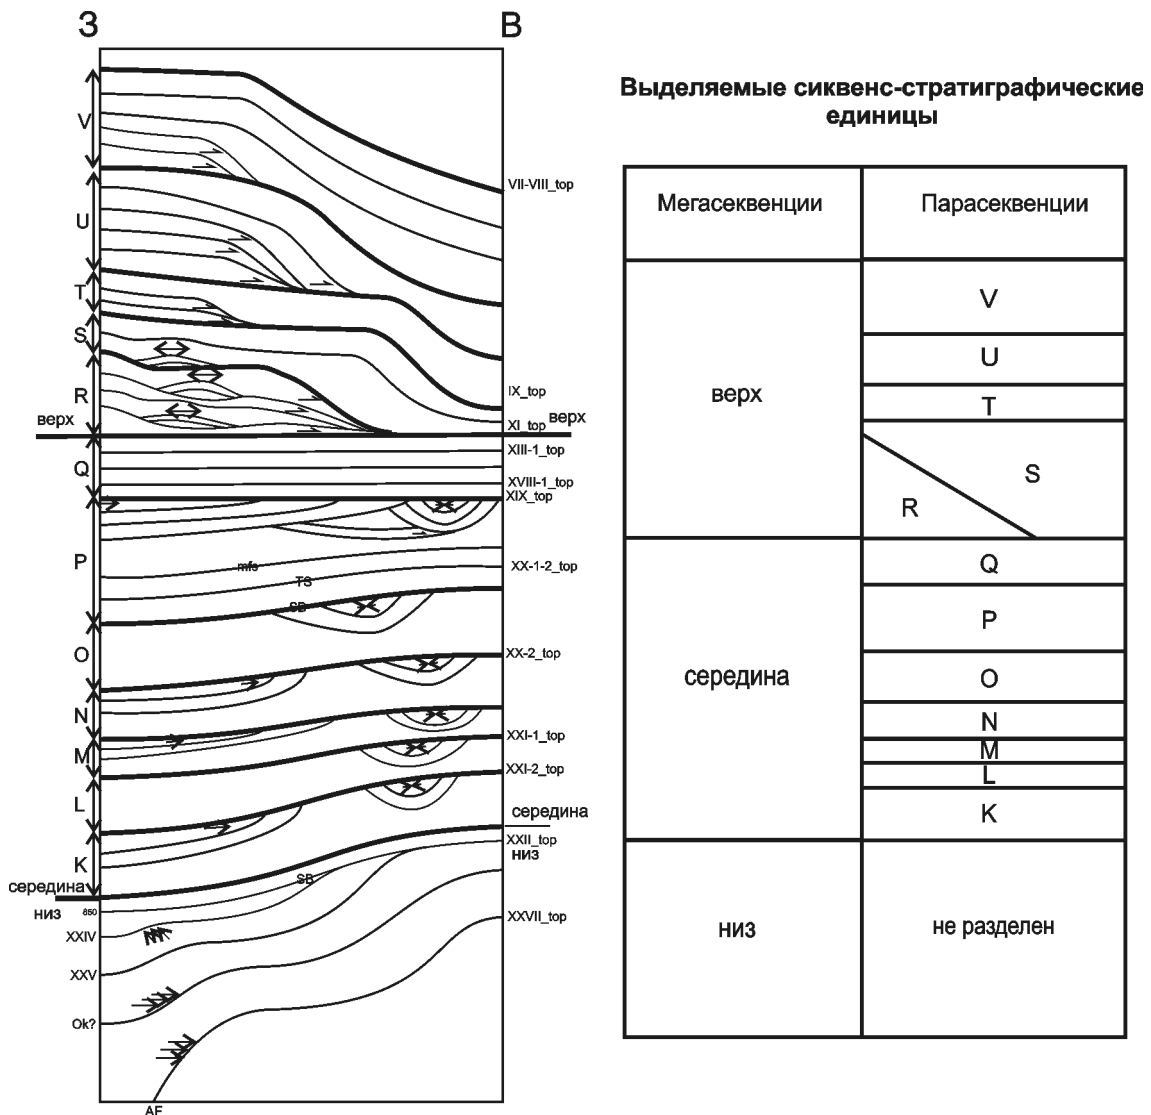 З
В
V
U
T
S
R
верх
Q
P
O
N
M
L
K
середина
низ
850
XXIV
XXV
Ok?
AF
mfs
TS
SB
SB
VII-VIII_top
IX_top
XI_top
верх
XIII-1_top
XVIII-1_top
XIX_top
XX-1-2_top
XX-2_top
XXI-1_top
XXI-2_top
середина
XXII_top
низ
XXVII_top
Выделяемые сиквенс-стратиграфические
единицы
Мегасеквенции
Парасеквенции
верх
V
U
T
S
R
середина
Q
P
O
N
M
L
K
низ
не разделен